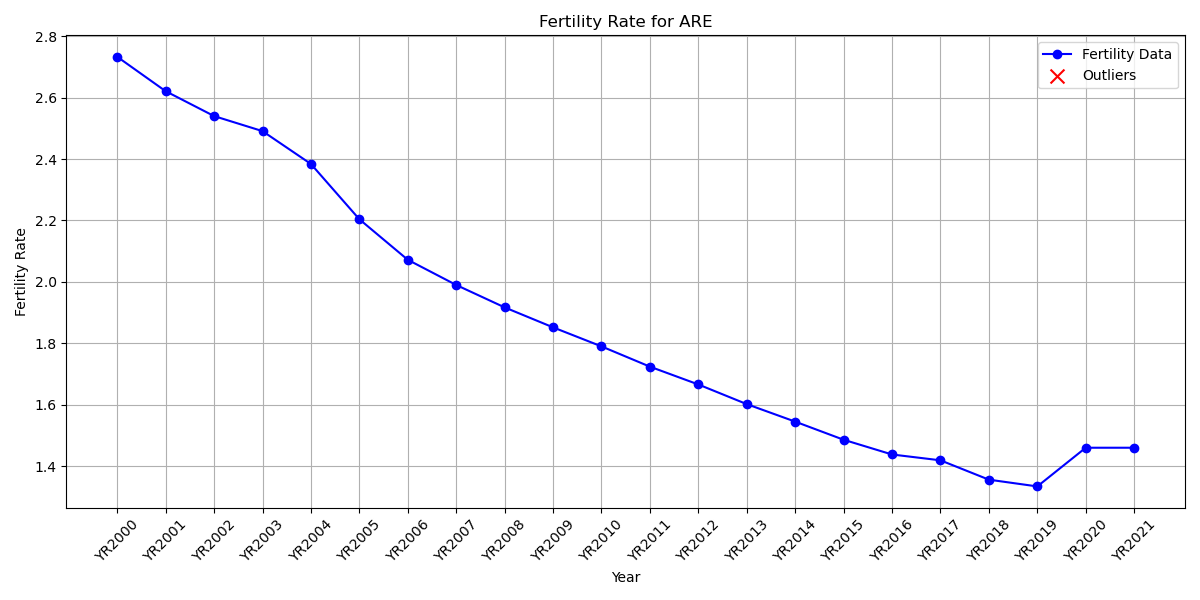 Fertility Rate for ARE
Fertility Data
Outliers
Fertility Rate
2.8
2.6
2.4
2.2
2.0
1.8
1.6
1.4
YR2000
YR2001
YR2002
YR2003
YR2004
YR2005
YR2006
YR2007
YR2008
YR2009
YR2010
YR2011
YR2012
YR2013
YR2014
YR2015
YR2016
YR2017
YR2018
YR2019
YR2020
YR2021
Year